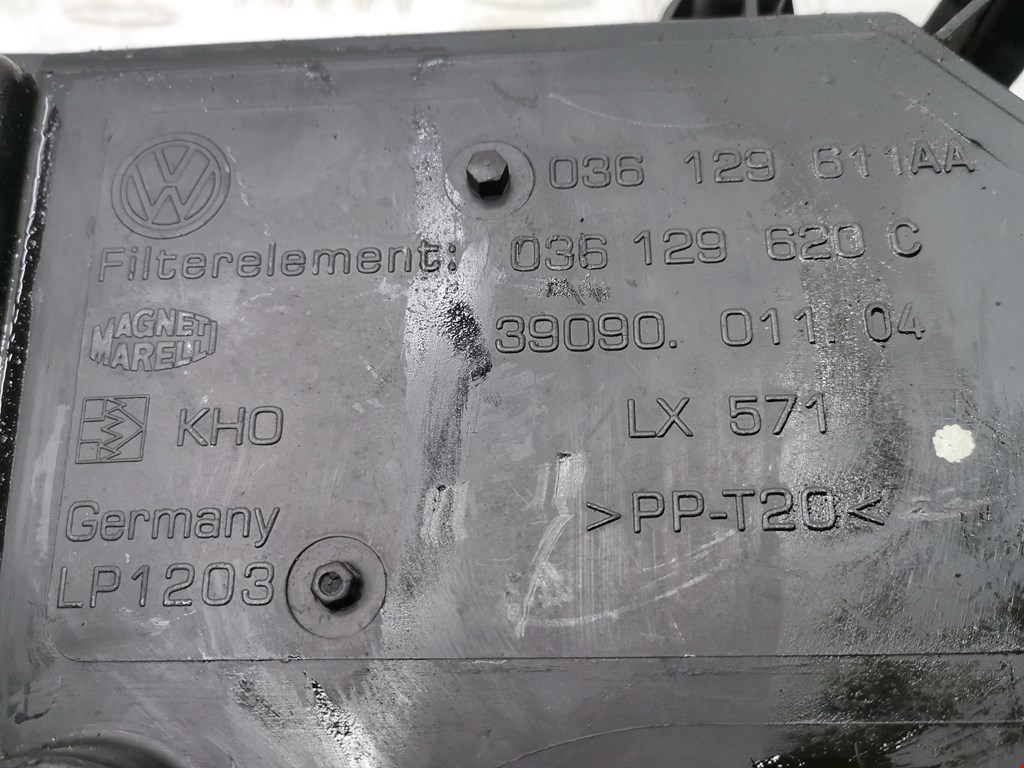 VW 036 129 611AA
Filterelement: 036 129 620 C
MAGNETI MARELLI 39090. 011. 04
KHO LX 571
Germany >PP-T20<
LP1203